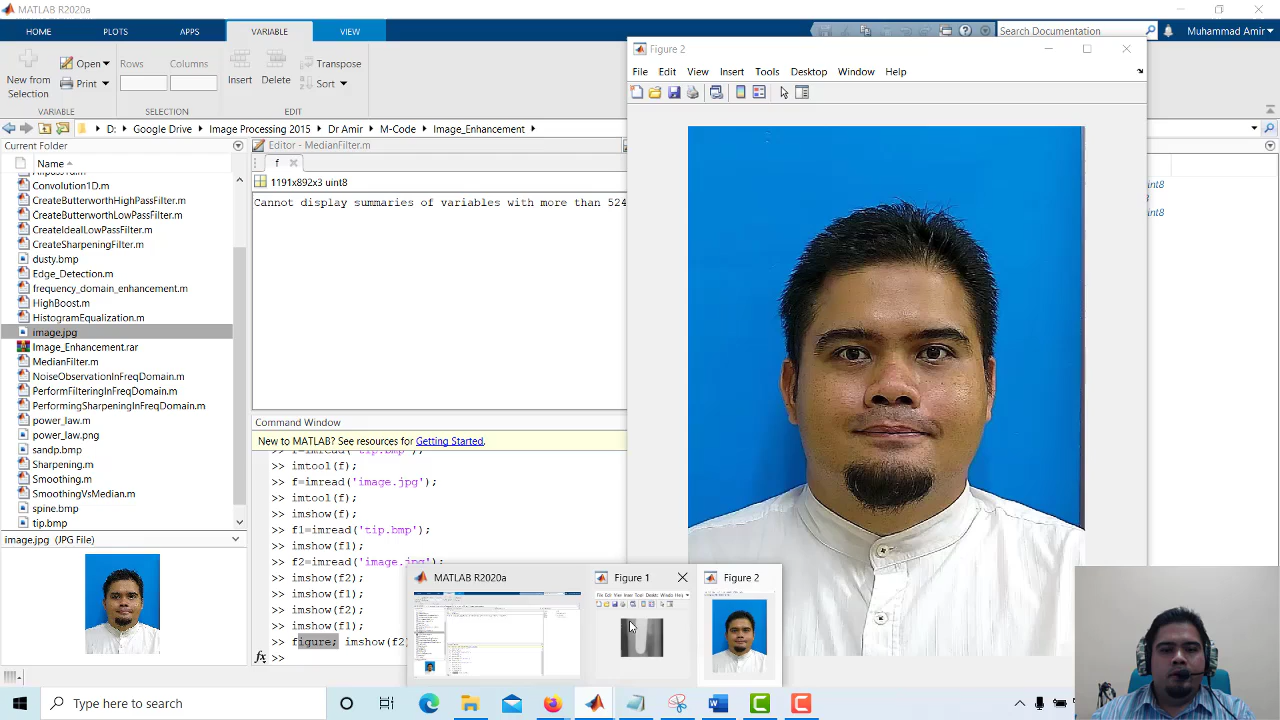 MATLAB R2020a
HOME PLOTS APPS VARIABLE VIEW Search Documentation Muhammad Amir
New from Selection
Open
Print
Rows Columns
Insert Delete
Transpo
Sort
VARIABLE SELECTION EDIT
D: Google Drive Image Processing 2015 Dr Amir M-Code Image_Enhancement
Current Folder
Name
Convolution1D.m
CreateButterworthHighPassFilter.m
CreateButterworthLowPassFilter.m
CreateIdealLowPassFilter.m
CreateSharpeningFilter.m
dusty.bmp
Edge_Detection.m
frequency_domain_enhancement.m
HighBoost.m
HistogramEqualization.m
image.jpg
Image_Enhancement.rar
MedianFilter.m
NoiseObservationInFreqDomain.m
PerformFilteringInFreqDomain.m
PerformingSharpeningInFreqDomain.m
power_law.m
power_law.png
sandp.bmp
Sharpening.m
Smoothing.m
SmoothingVsMedian.m
spine.bmp
tip.bmp
image.jpg (JPG File)
Editor - MedianFilter.m
f
1191x892x3 uint8
Cannot display summaries of variables with more than 524
Command Window
New to MATLAB? See resources for Getting Started.
>> imtool(f);
>> f=imread('image.jpg');
>> imtool(f);
>> imshow(f);
>> f1=imread('tip.bmp');
>> imshow(f1);
>> f2=imread('image.jpg');
>> imshow(f2);
>> imshow(f1);
>> imshow(f2);
>> imshow(f1);
>> figure, imshow(f2
fx >>
Figure 2
File Edit View Insert Tools Desktop Window Help
int8
int8
MATLAB R2020a
Figure 1
Figure 2
Type here to search